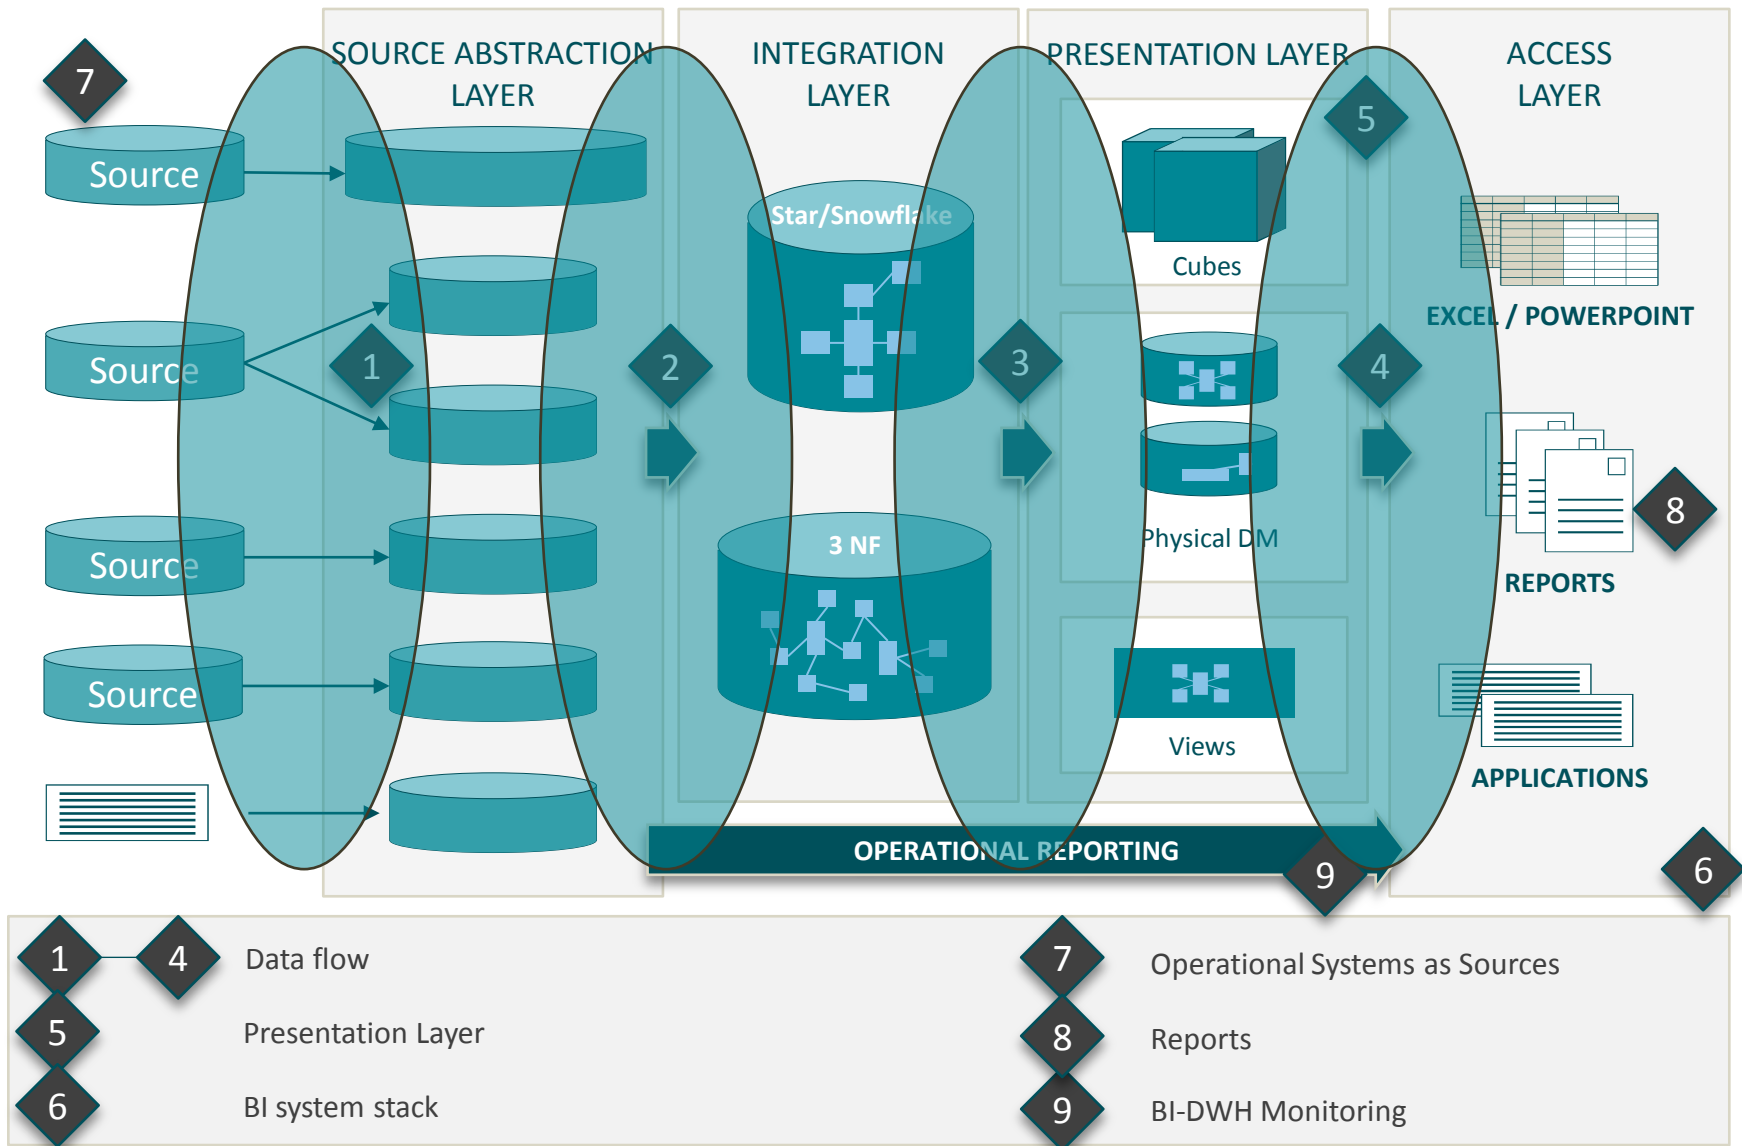 SOURCE ABSTRACTION
LAYER
INTEGRATION
LAYER
PRESENTATION LAYER
ACCESS
LAYER
7
5
Source
Star/Snowflake
Cubes
EXCEL / POWERPOINT
Source
1
2
3
4
8
Source
3 NF
Physical DM
REPORTS
Source
Views
APPLICATIONS
OPERATIONAL REPORTING
9
6
1
4
Data flow
5
Presentation Layer
6
BI system stack
7
Operational Systems as Sources
8
Reports
9
BI-DWH Monitoring